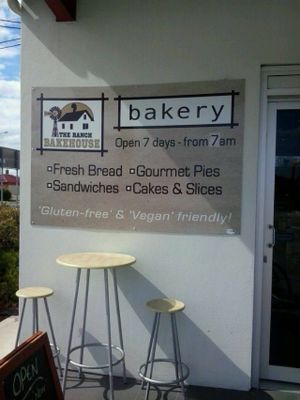 THE RANCH
BAKEHOUSE
bakery
Open 7 days - from 7am
Fresh Bread
Gourmet Pies
Sandwiches
Cakes & Slices
'Gluten-free' & 'Vegan' friendly!
OPEN